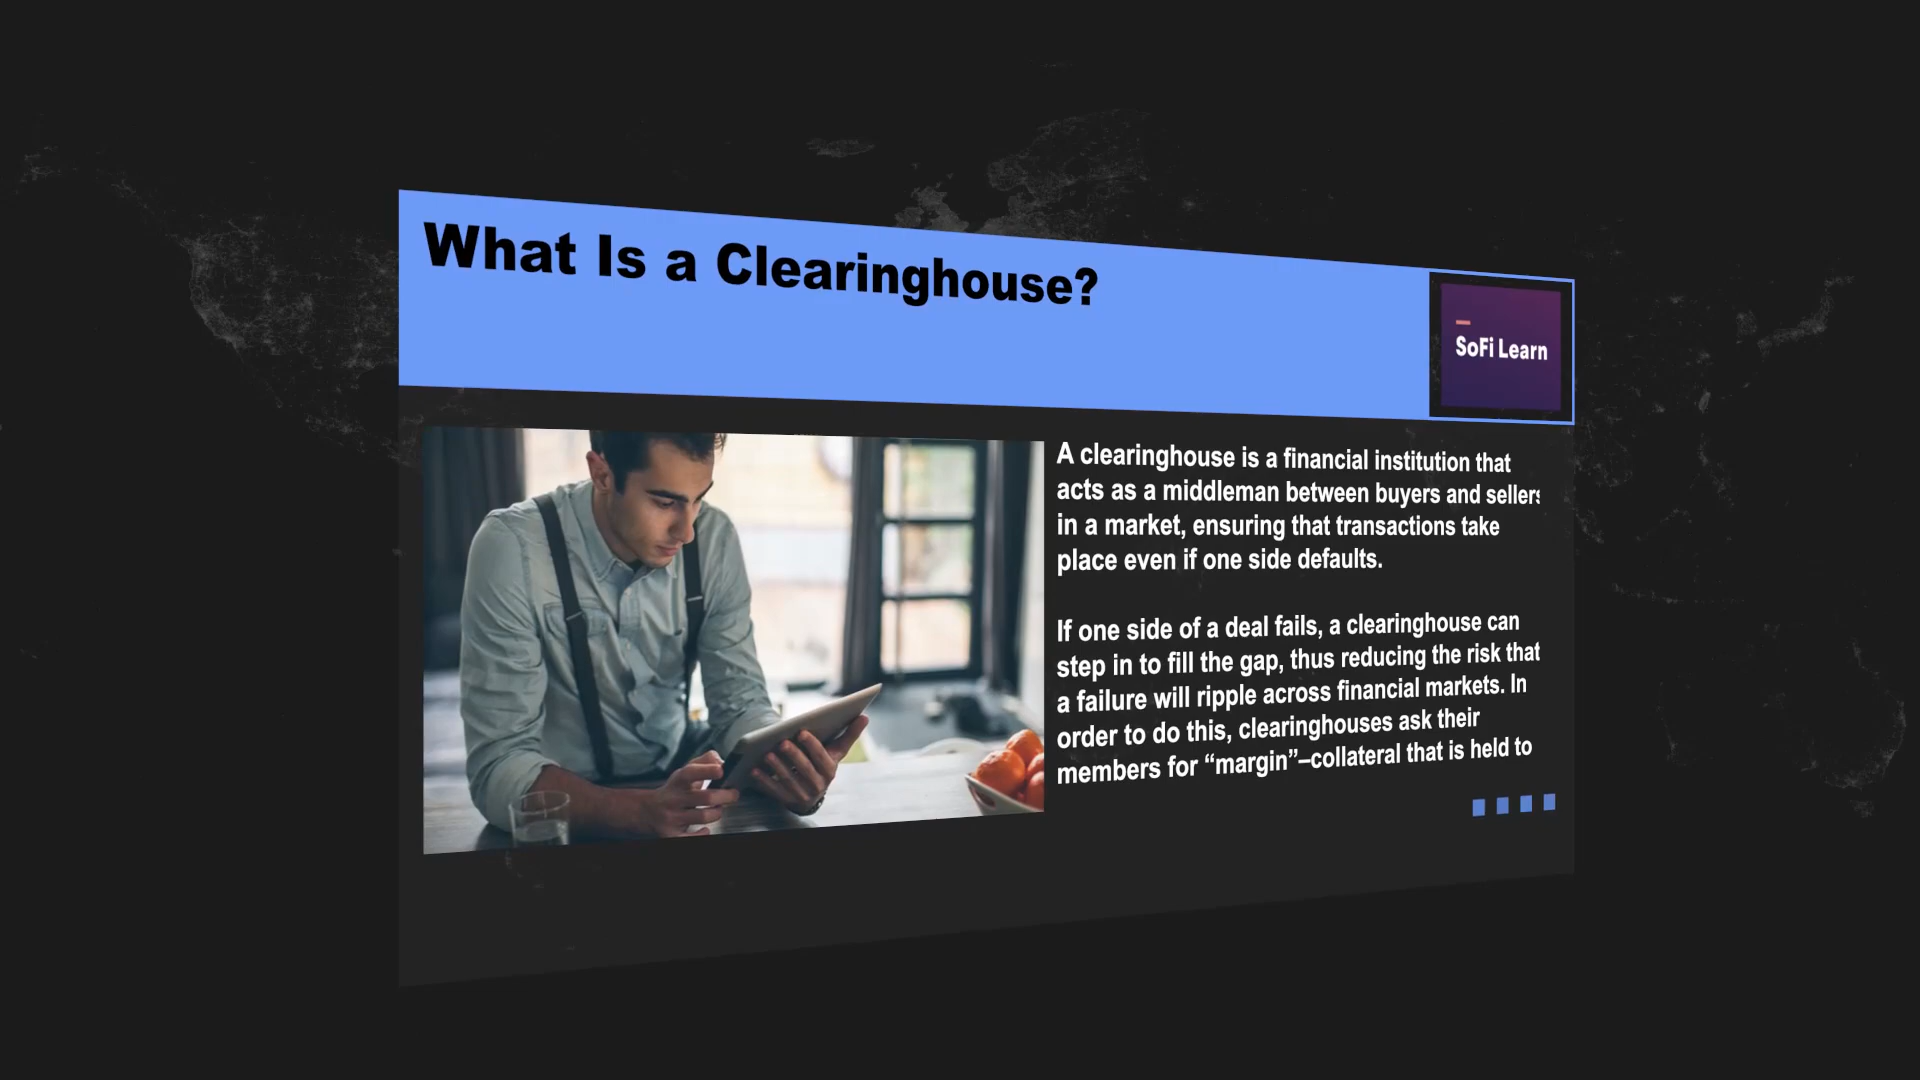 What Is a Clearinghouse?
SoFi Learn
A clearinghouse is a financial institution that
acts as a middleman between buyers and sellers
in a market, ensuring that transactions take
place even if one side defaults.
If one side of a deal fails, a clearinghouse can
step in to fill the gap, thus reducing the risk that
a failure will ripple across financial markets. In
order to do this, clearinghouses ask their
members for “margin”–collateral that is held to